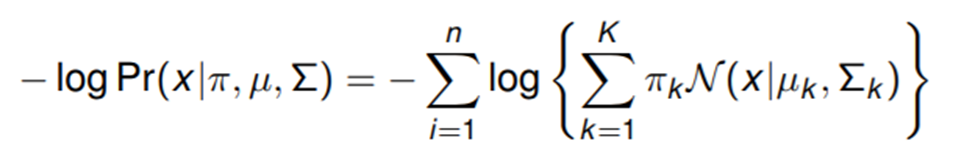 − log Pr(x|π, μ, Σ) = − ∑_{i=1}^{n} log { ∑_{k=1}^{K} π_k 𝒩(x|μ_k, Σ_k) }